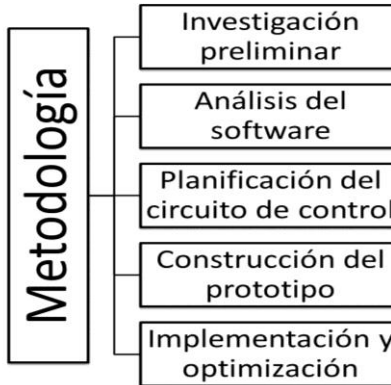 Metodología
Investigación
preliminar
Análisis del
software
Planificación del
circuito de control
Construcción del
prototipo
Implementación y
optimización